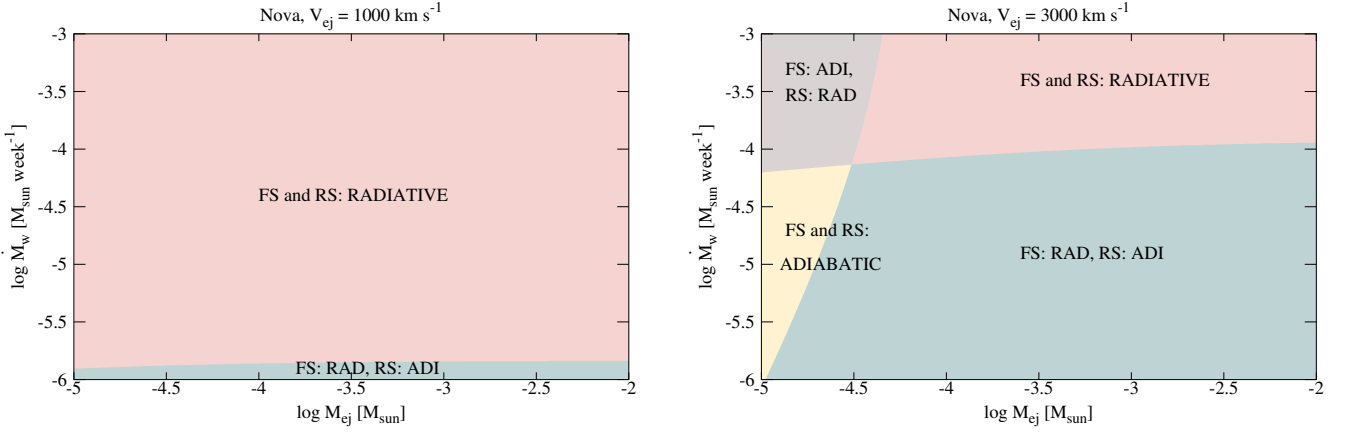 Nova, V_ej = 1000 km s^-1
-3
-3.5
-4
-4.5
-5
-5.5
-6
log Ṁ_w [M_sun week^-1]
FS and RS: RADIATIVE
FS: RAD, RS: ADI
-5
-4.5
-4
-3.5
-3
-2.5
-2
log M_ej [M_sun]
Nova, V_ej = 3000 km s^-1
-3
-3.5
-4
-4.5
-5
-5.5
-6
log Ṁ_w [M_sun week^-1]
FS: ADI,
RS: RAD
FS and RS: RADIATIVE
FS and RS:
ADIABATIC
FS: RAD, RS: ADI
-5
-4.5
-4
-3.5
-3
-2.5
-2
log M_ej [M_sun]